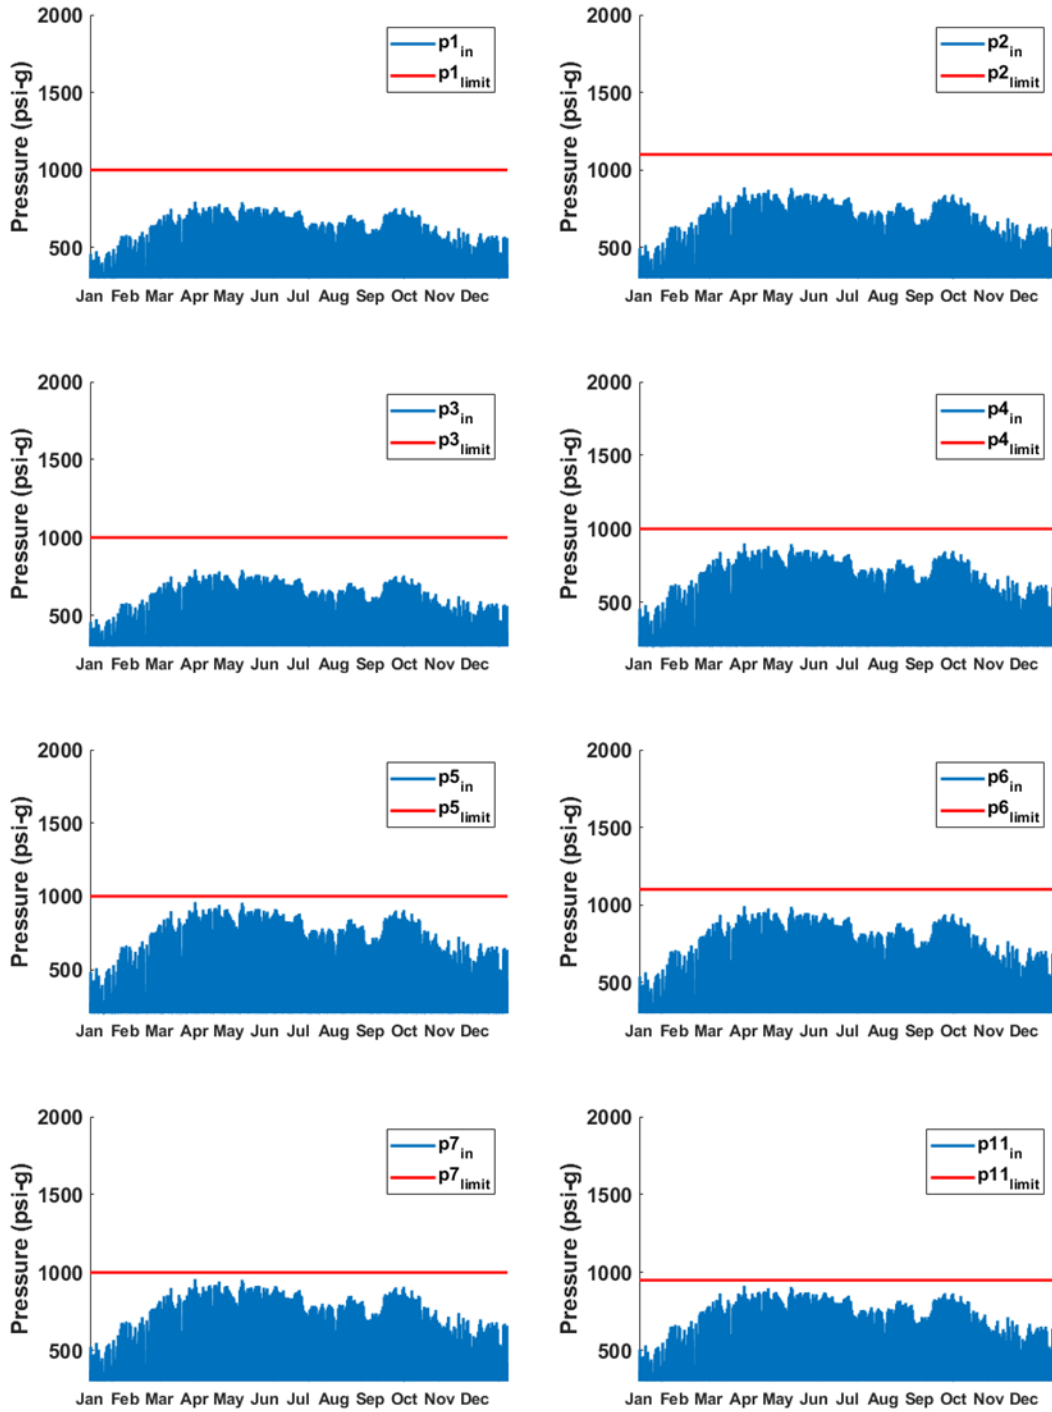 2000
1500
1000
500
Pressure (psi-g)
p1in
p1limit
Jan Feb Mar Apr May Jun Jul Aug Sep Oct Nov Dec
2000
1500
1000
500
Pressure (psi-g)
p2in
p2limit
Jan Feb Mar Apr May Jun Jul Aug Sep Oct Nov Dec
2000
1500
1000
500
Pressure (psi-g)
p3in
p3limit
Jan Feb Mar Apr May Jun Jul Aug Sep Oct Nov Dec
2000
1500
1000
500
Pressure (psi-g)
p4in
p4limit
Jan Feb Mar Apr May Jun Jul Aug Sep Oct Nov Dec
2000
1500
1000
500
Pressure (psi-g)
p5in
p5limit
Jan Feb Mar Apr May Jun Jul Aug Sep Oct Nov Dec
2000
1500
1000
500
Pressure (psi-g)
p6in
p6limit
Jan Feb Mar Apr May Jun Jul Aug Sep Oct Nov Dec
2000
1500
1000
500
Pressure (psi-g)
p7in
p7limit
Jan Feb Mar Apr May Jun Jul Aug Sep Oct Nov Dec
2000
1500
1000
500
Pressure (psi-g)
p11in
p11limit
Jan Feb Mar Apr May Jun Jul Aug Sep Oct Nov Dec